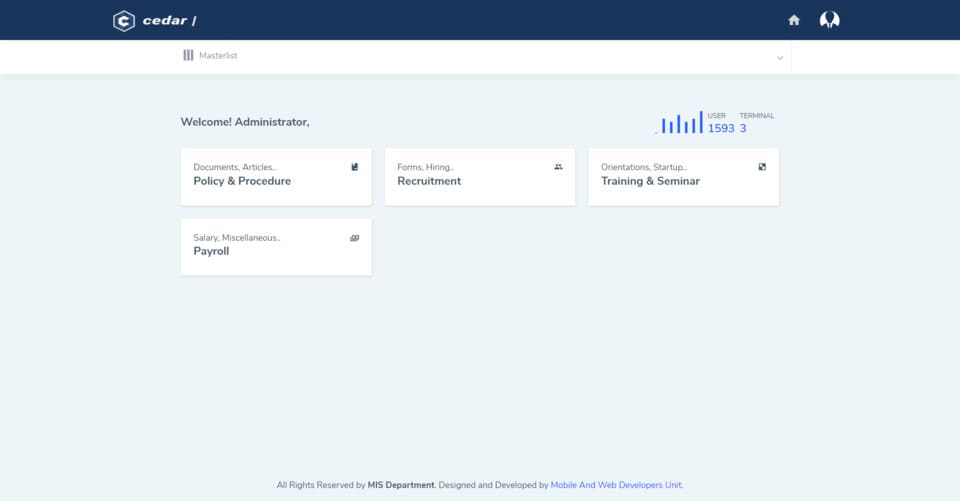 cedar /
Masterlist
Welcome! Administrator,
USER TERMINAL
1593 3
Documents, Articles..
Policy & Procedure
Forms, Hiring..
Recruitment
Orientations, Startup..
Training & Seminar
Salary, Miscellaneous..
Payroll
All Rights Reserved by MIS Department. Designed and Developed by Mobile And Web Developers Unit.